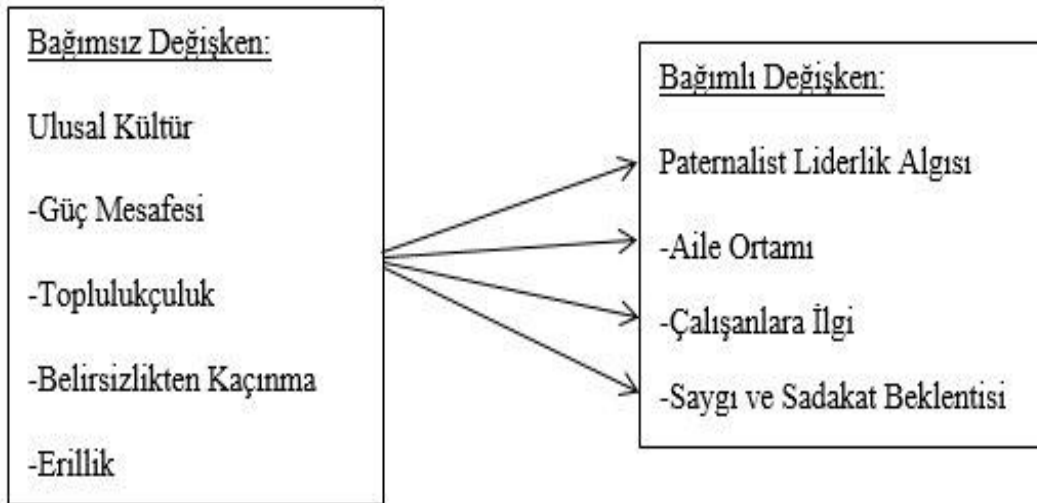 Bağımsız Değişken:
Ulusal Kültür
-Güç Mesafesi
-Toplulukçuluk
-Belirsizlikten Kaçınma
-Erillik
Bağımlı Değişken:
Paternalist Liderlik Algısı
-Aile Ortamı
-Çalışanlara İlgi
-Saygı ve Sadakat Beklentisi